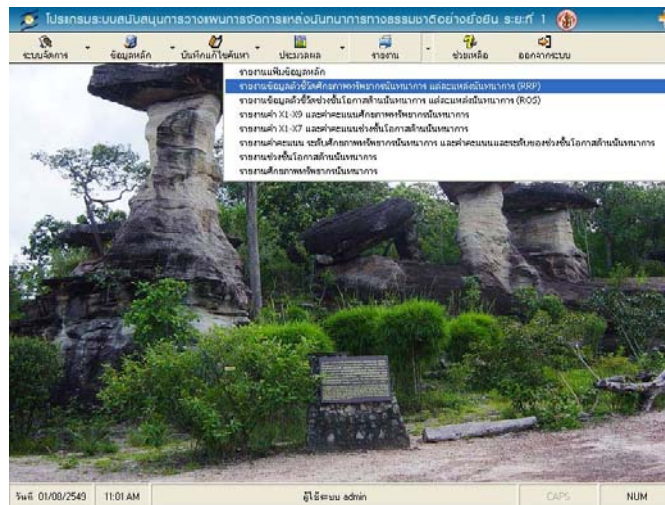 โปรแกรมระบบสนับสนุนการวางแผนการจัดการแหล่งนันทนาการทางธรรมชาติอย่างยั่งยืน ระยะที่ 1
ระบบจัดการ ข้อมูลหลัก บันทึกแก้ไขค้นหา ประมวลผล รายงาน ช่วยเหลือ ออกจากระบบ
รายงานแฟ้มข้อมูลหลัก
รายงานข้อมูลตัวชี้วัดศักยภาพทรัพยากรนันทนาการ แต่ละแหล่งนันทนาการ (RRP)
รายงานข้อมูลตัวชี้วัดช่วงชั้นโอกาสด้านนันทนาการ แต่ละแหล่งนันทนาการ (ROS)
รายงานค่า X1-X9 และค่าคะแนนศักยภาพทรัพยากรนันทนาการ
รายงานค่า X1-X7 และค่าคะแนนช่วงชั้นโอกาสด้านนันทนาการ
รายงานค่าคะแนน ระดับศักยภาพทรัพยากรนันทนาการ และค่าคะแนนและระดับของช่วงชั้นโอกาสด้านนันทนาการ
รายงานช่วงชั้นโอกาสด้านนันทนาการ
รายงานศักยภาพทรัพยากรนันทนาการ
วันที่ 01/08/2549 11:01 AM ผู้ใช้ระบบ admin CAPS NUM